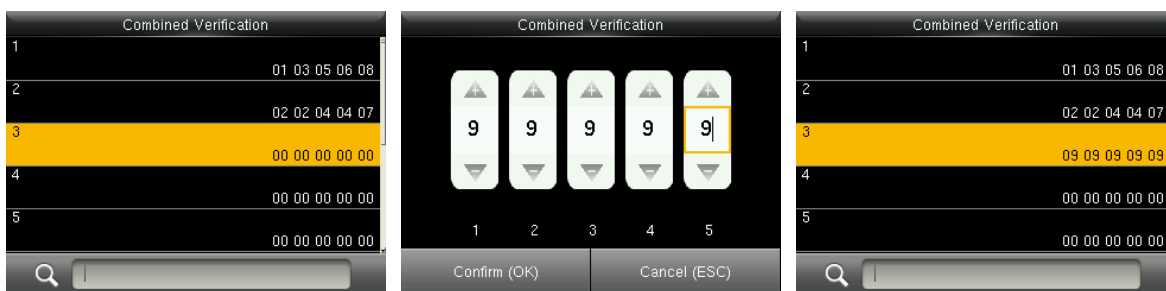 Combined Verification
1
01 03 05 06 08
2
02 02 04 04 07
3
00 00 00 00 00
4
00 00 00 00 00
5
00 00 00 00 00
Combined Verification
9 9 9 9 9
1 2 3 4 5
Confirm (OK) Cancel (ESC)
Combined Verification
1
01 03 05 06 08
2
02 02 04 04 07
3
09 09 09 09 09
4
00 00 00 00 00
5
00 00 00 00 00